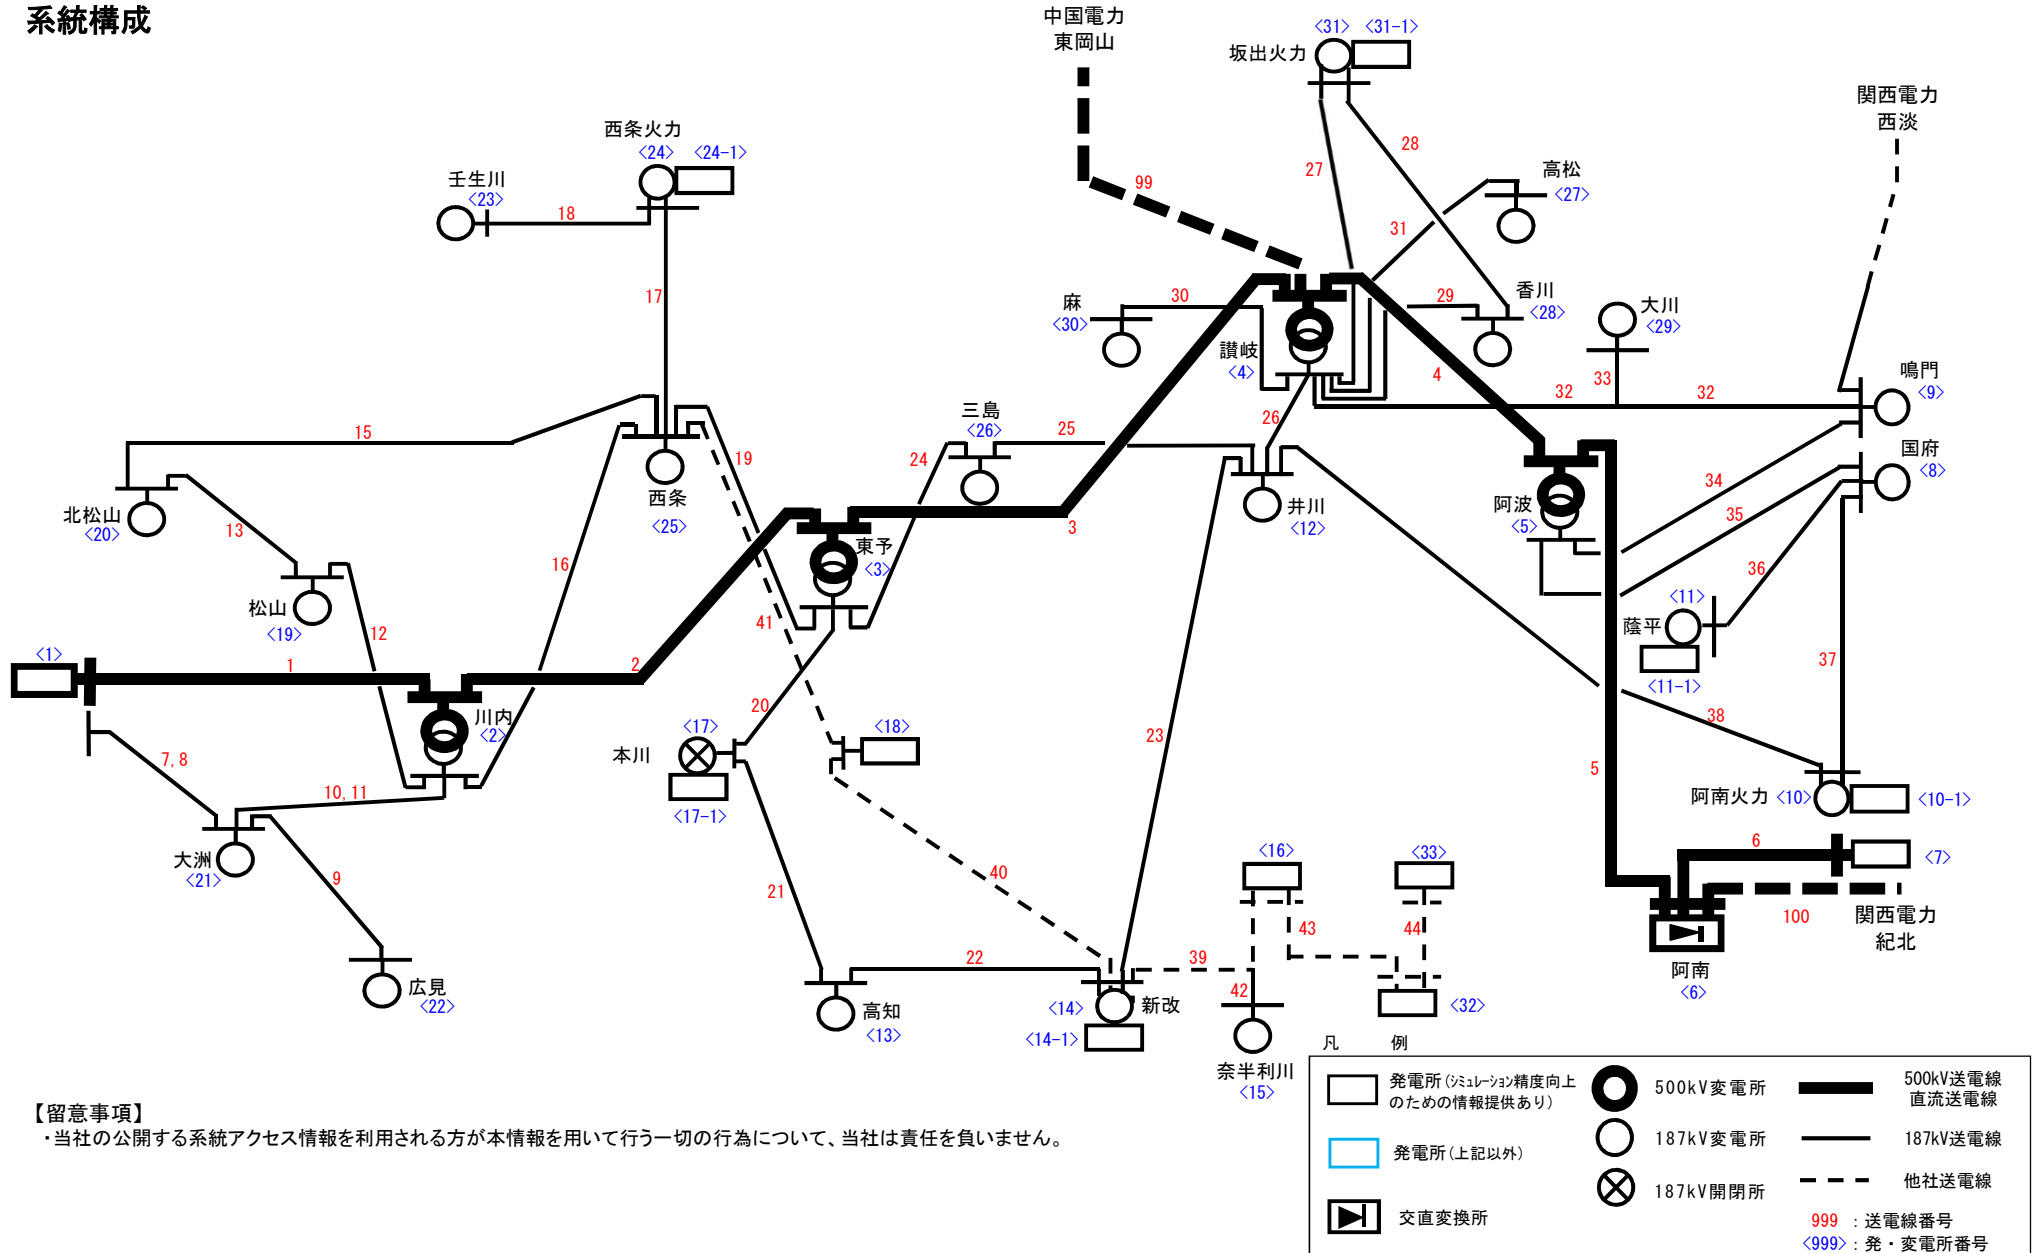 系統構成
中国電力
東岡山
<31> <31-1>
坂出火力
関西電力
西淡
西条火力
<24> <24-1>
28
27
高松
<27>
壬生川
<23>
99
18
31
17
麻
<30>
30
29
香川
<28>
大川
<29>
讃岐
<4>
4
33
鳴門
<9>
32
32
三島
<26>
26
15
25
19
24
国府
<8>
西条
<25>
井川
<12>
阿波
<5>
34
35
北松山
<20>
13
3
東予
<3>
16
36
松山
<19>
12
41
<11>
蔭平
<11-1>
<1>
1
2
37
20
川内
<2>
38
<17>
本川
<17-1>
<18>
23
7,8
10,11
5
阿南火力 <10>
<10-1>
大洲
<21>
9
21
40
<16>
<33>
6
<7>
43
44
100
関西電力
紀北
22
39
阿南
<6>
広見
<22>
高知
<13>
<14>
新改
<14-1>
42
<32>
奈半利川
<15>
凡 例
発電所(シミュレーション精度向上
のための情報提供あり)
500kV変電所
500kV送電線
直流送電線
発電所(上記以外)
187kV変電所
187kV送電線
187kV開閉所
他社送電線
交直変換所
999 : 送電線番号
<999> : 発・変電所番号
【留意事項】
・当社の公開する系統アクセス情報を利用される方が本情報を用いて行う一切の行為について、当社は責任を負いません。